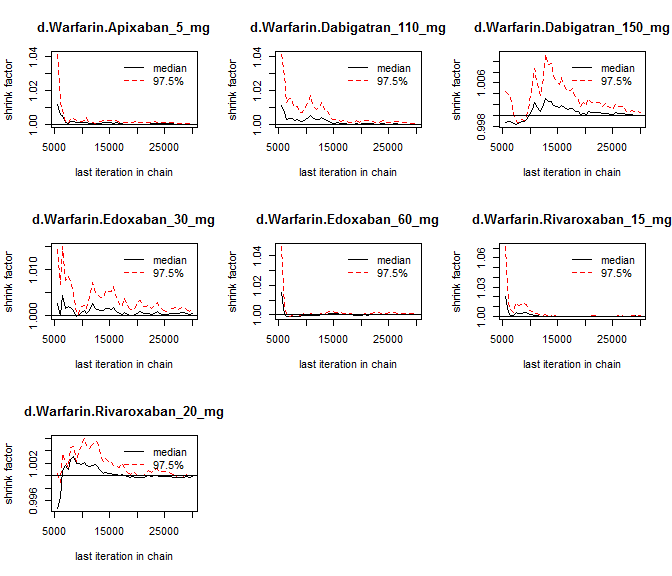 d.Warfarin.Apixaban_5_mg
shrink factor
1.00 1.02 1.04
median
97.5%
5000 15000 25000
last iteration in chain
d.Warfarin.Dabigatran_110_mg
shrink factor
1.00 1.02 1.04
median
97.5%
5000 15000 25000
last iteration in chain
d.Warfarin.Dabigatran_150_mg
shrink factor
0.998 1.006
median
97.5%
5000 15000 25000
last iteration in chain
d.Warfarin.Edoxaban_30_mg
shrink factor
1.000 1.010
median
97.5%
5000 15000 25000
last iteration in chain
d.Warfarin.Edoxaban_60_mg
shrink factor
1.00 1.02 1.04
median
97.5%
5000 15000 25000
last iteration in chain
d.Warfarin.Rivaroxaban_15_mg
shrink factor
1.00 1.03 1.06
median
97.5%
5000 15000 25000
last iteration in chain
d.Warfarin.Rivaroxaban_20_mg
shrink factor
0.996 1.002
median
97.5%
5000 15000 25000
last iteration in chain